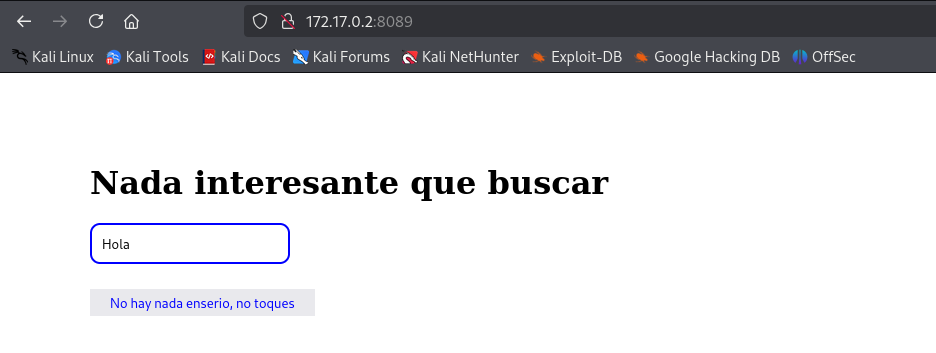 172.17.0.2:8089
Kali Linux Kali Tools Kali Docs Kali Forums Kali NetHunter Exploit-DB Google Hacking DB OffSec
Nada interesante que buscar
Hola
No hay nada enserio, no toques